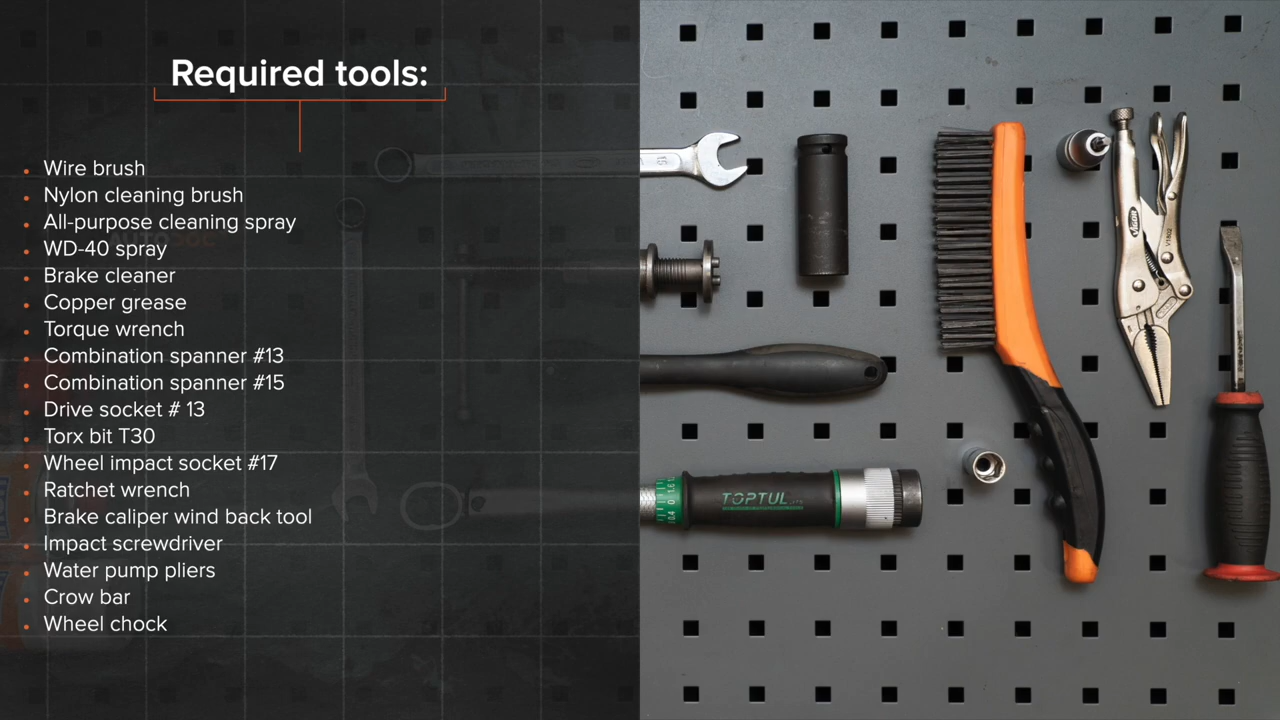 Required tools:
Wire brush
Nylon cleaning brush
All-purpose cleaning spray
WD-40 spray
Brake cleaner
Copper grease
Torque wrench
Combination spanner #13
Combination spanner #15
Drive socket # 13
Torx bit T30
Wheel impact socket #17
Ratchet wrench
Brake caliper wind back tool
Impact screwdriver
Water pump pliers
Crow bar
Wheel chock
15
V1802
TOPTUL